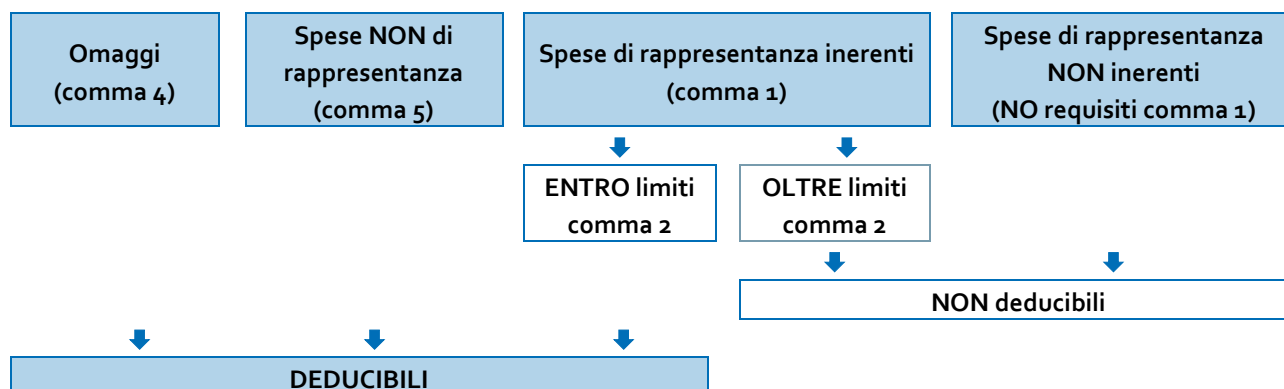 Omaggi
(comma 4)
Spese NON di
rappresentanza
(comma 5)
Spese di rappresentanza inerenti
(comma 1)
Spese di rappresentanza
NON inerenti
(NO requisiti comma 1)
ENTRO limiti
comma 2
OLTRE limiti
comma 2
NON deducibili
DEDUCIBILI